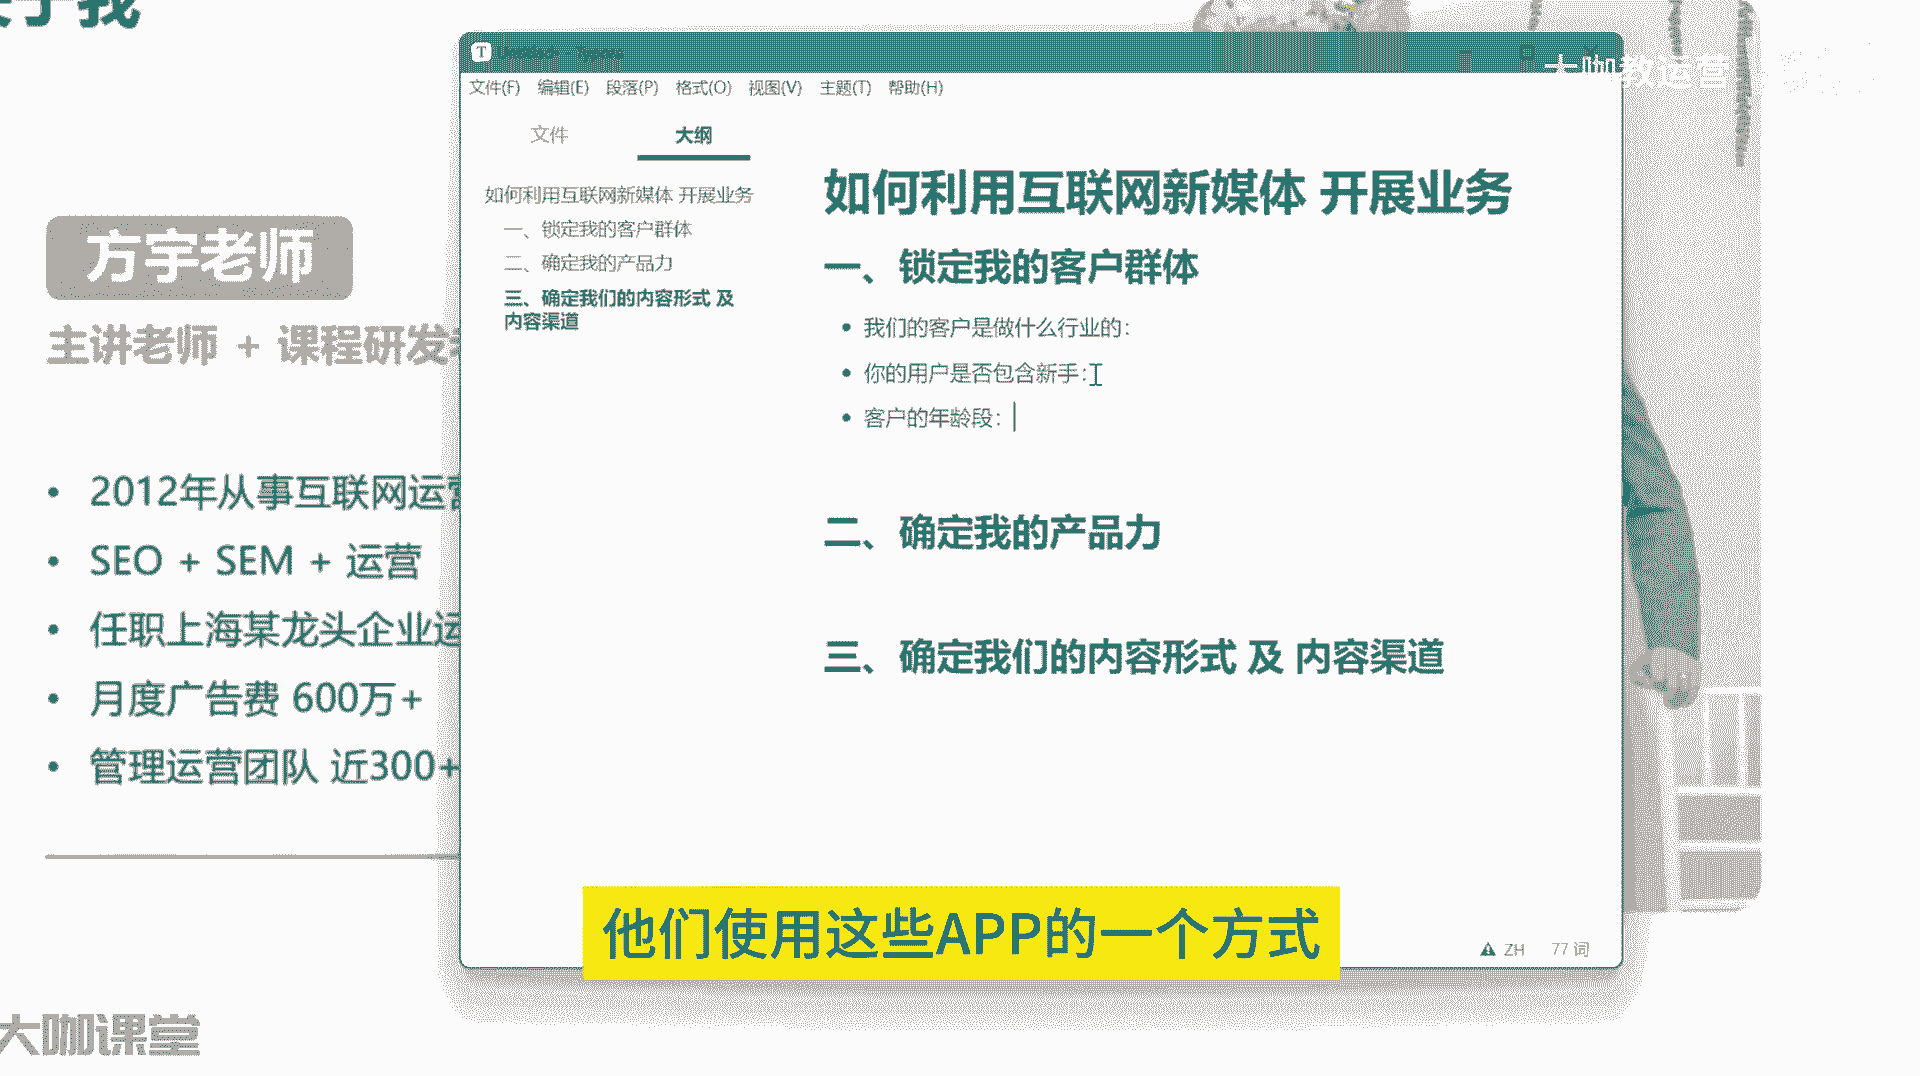 方宇老师
主讲老师 + 课程研发
2012年从事互联网运营
SEO + SEM + 运营
任职上海某龙头企业运
月度广告费 600万+
管理运营团队 近300+
大咖课堂
大咖教运营
文件(F) 编辑(E) 段落(P) 格式(O) 视图(V) 主题(T) 帮助(H)
文件 大纲
如何利用互联网新媒体 开展业务
一、锁定我的客户群体
二、确定我的产品力
三、确定我们的内容形式 及
内容渠道
如何利用互联网新媒体 开展业务
一、锁定我的客户群体
我们的客户是做什么行业的：
你的用户是否包含新手：
客户的年龄段：
二、确定我的产品力
三、确定我们的内容形式 及 内容渠道
ZH 77 词
他们使用这些APP的一个方式